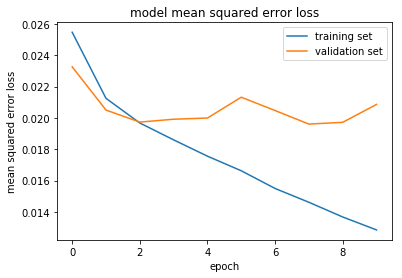 model mean squared error loss
training set
validation set
mean squared error loss
0.026
0.024
0.022
0.020
0.018
0.016
0.014
0 2 4 6 8
epoch